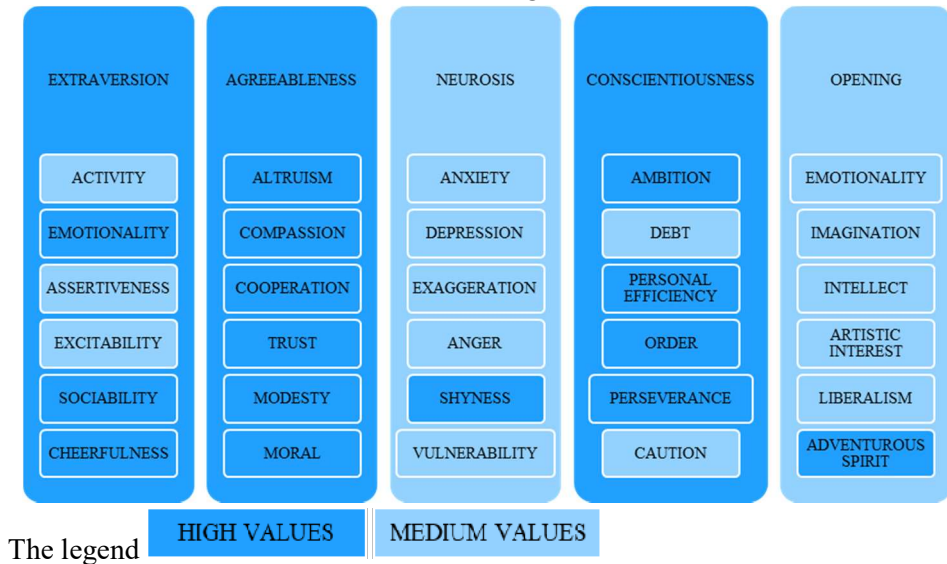 EXTRAVERSION
ACTIVITY
EMOTIONALITY
ASSERTIVENESS
EXCITABILITY
SOCIABILITY
CHEERFULNESS
AGREEABLENESS
ALTRUISM
COMPASSION
COOPERATION
TRUST
MODESTY
MORAL
NEUROSIS
ANXIETY
DEPRESSION
EXAGGERATION
ANGER
SHYNESS
VULNERABILITY
CONSCIENTIOUSNESS
AMBITION
DEBT
PERSONAL
EFFICIENCY
ORDER
PERSEVERANCE
CAUTION
OPENING
EMOTIONALITY
IMAGINATION
INTELLECT
ARTISTIC
INTEREST
LIBERALISM
ADVENTUROUS
SPIRIT
The legend HIGH VALUES MEDIUM VALUES